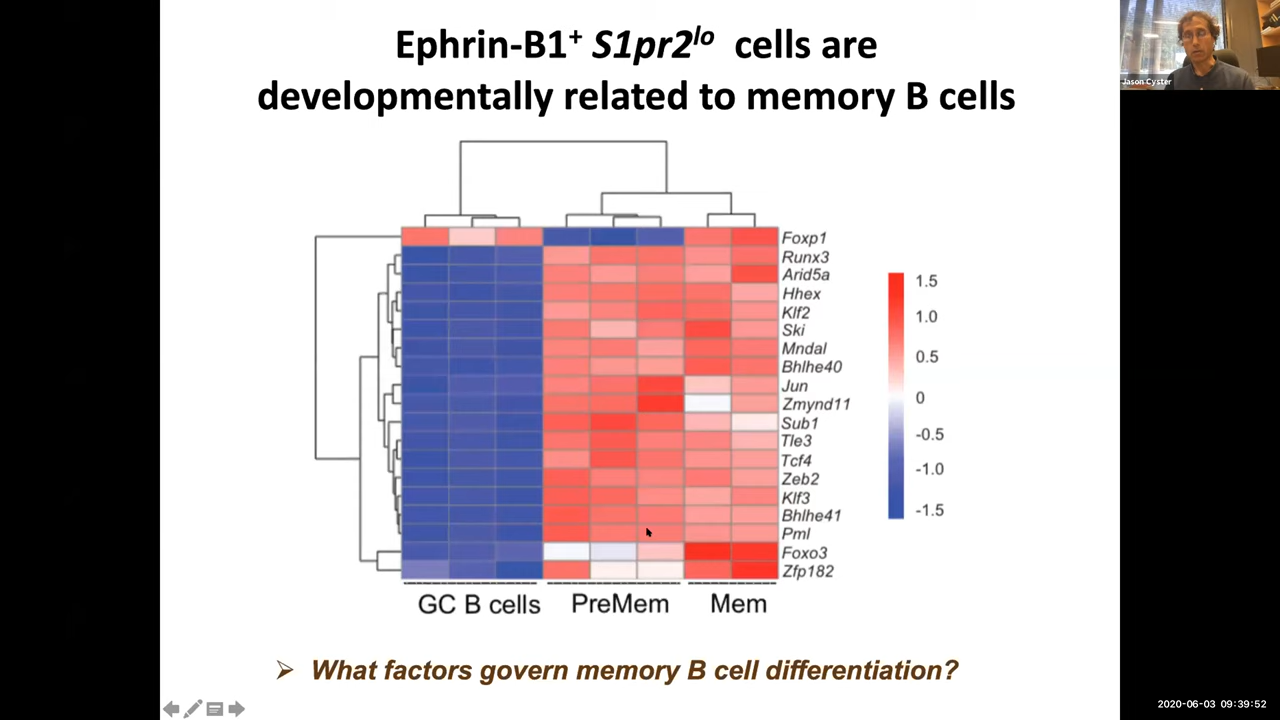 Ephrin-B1⁺ S1pr2ˡᵒ cells are
developmentally related to memory B cells
Jason Cyster
Foxp1
Runx3
Arid5a
Hhex
Klf2
Ski
Mndal
Bhlhe40
Jun
Zmynd11
Sub1
Tle3
Tcf4
Zeb2
Klf3
Bhlhe41
Pml
Foxo3
Zfp182
1.5
1.0
0.5
0
-0.5
-1.0
-1.5
GC B cells PreMem Mem
➢ What factors govern memory B cell differentiation?
2020-06-03 09:39:52